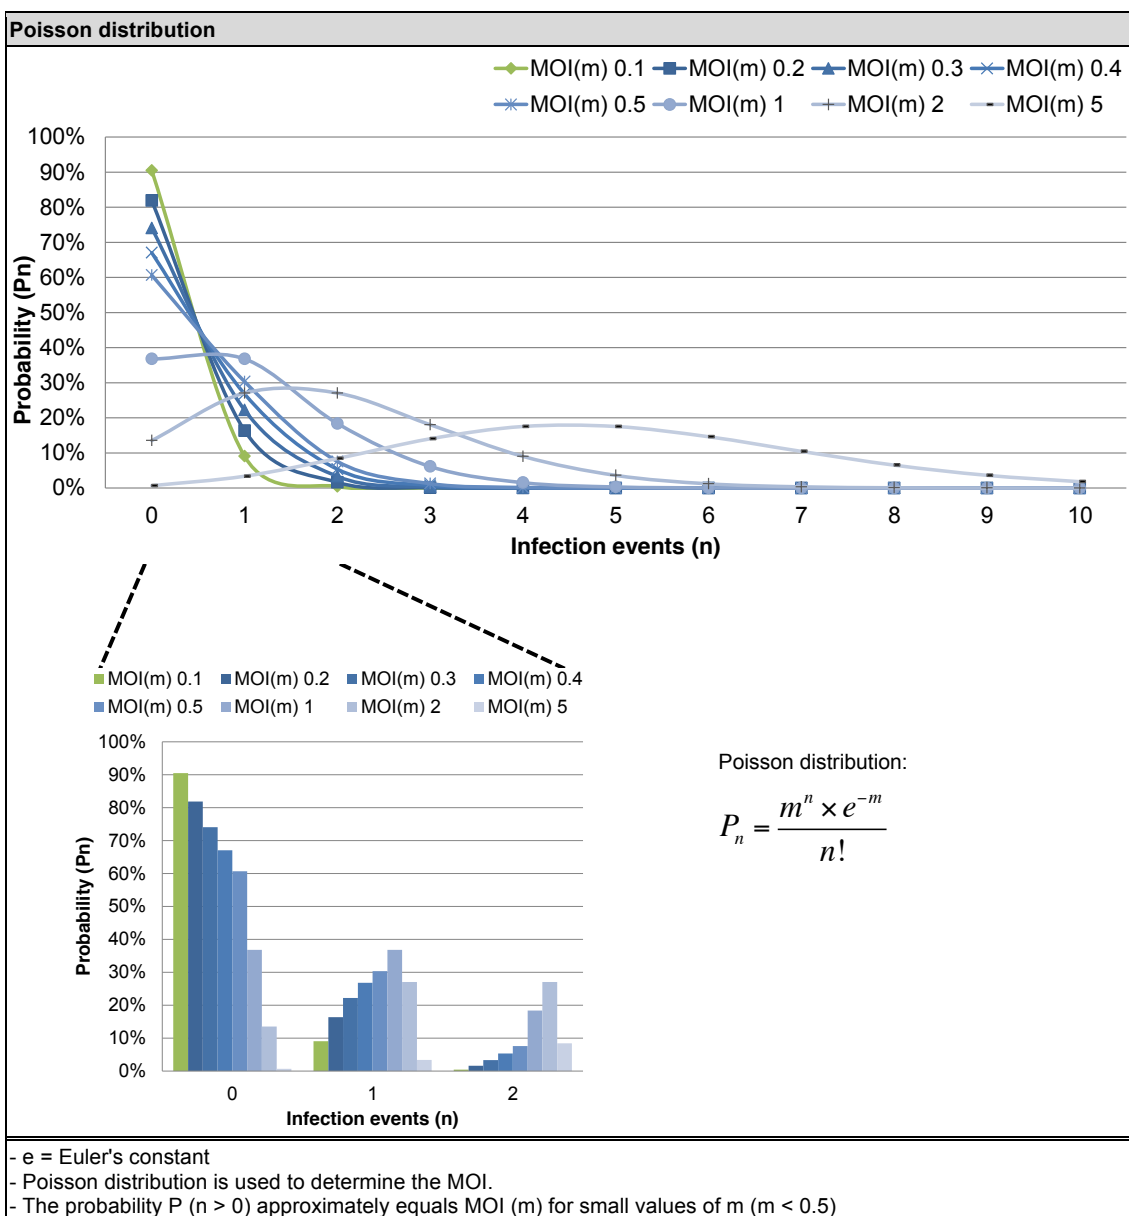 Poisson distribution
MOI(m) 0.1 MOI(m) 0.2 MOI(m) 0.3 MOI(m) 0.4
MOI(m) 0.5 MOI(m) 1 MOI(m) 2 MOI(m) 5
100%
90%
80%
70%
60%
50%
40%
30%
20%
10%
0%
Probability (Pn)
0 1 2 3 4 5 6 7 8 9 10
Infection events (n)
MOI(m) 0.1 MOI(m) 0.2 MOI(m) 0.3 MOI(m) 0.4
MOI(m) 0.5 MOI(m) 1 MOI(m) 2 MOI(m) 5
100%
90%
80%
70%
60%
50%
40%
30%
20%
10%
0%
Probability (Pn)
0 1 2
Infection events (n)
Poisson distribution:
P_n = \frac{m^n × e^{-m}}{n!}
- e = Euler's constant
- Poisson distribution is used to determine the MOI.
- The probability P (n > 0) approximately equals MOI (m) for small values of m (m < 0.5)